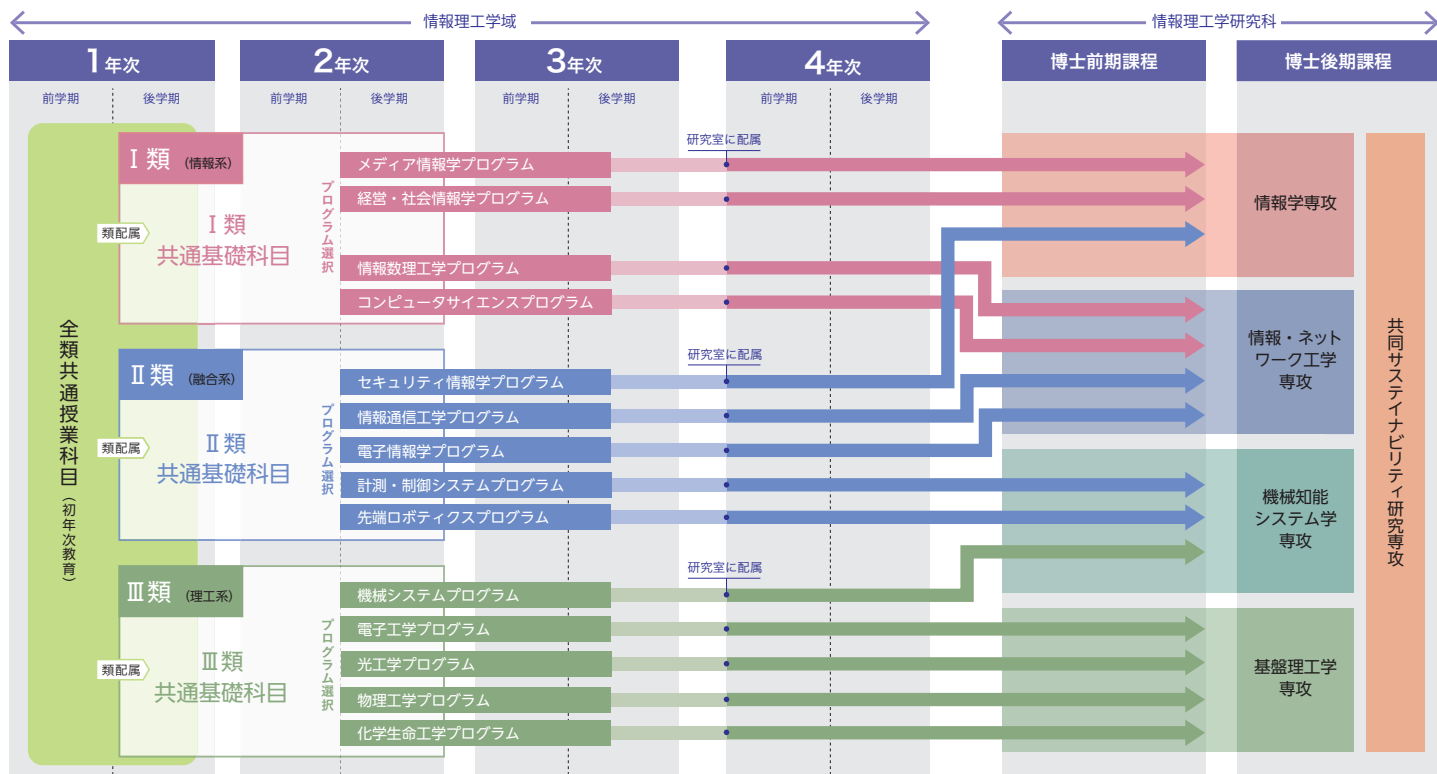 情報理工学域
情報理工学研究科
1年次
2年次
3年次
4年次
博士前期課程
博士後期課程
前学期
後学期
前学期
後学期
前学期
後学期
前学期
後学期
全類共通授業科目（初年次教育）
Ⅰ類（情報系）
類配属
Ⅰ類
共通基礎科目
プログラム選択
メディア情報学プログラム
経営・社会情報学プログラム
情報数理工学プログラム
コンピュータサイエンスプログラム
研究室に配属
Ⅱ類（融合系）
類配属
Ⅱ類
共通基礎科目
プログラム選択
セキュリティ情報学プログラム
情報通信工学プログラム
電子情報学プログラム
計測・制御システムプログラム
先端ロボティクスプログラム
研究室に配属
Ⅲ類（理工系）
類配属
Ⅲ類
共通基礎科目
プログラム選択
機械システムプログラム
電子工学プログラム
光工学プログラム
物理工学プログラム
化学生命工学プログラム
研究室に配属
情報学専攻
情報・ネット
ワーク工学
専攻
機械知能
システム学
専攻
基盤理工学
専攻
共同サステイナビリティ研究専攻